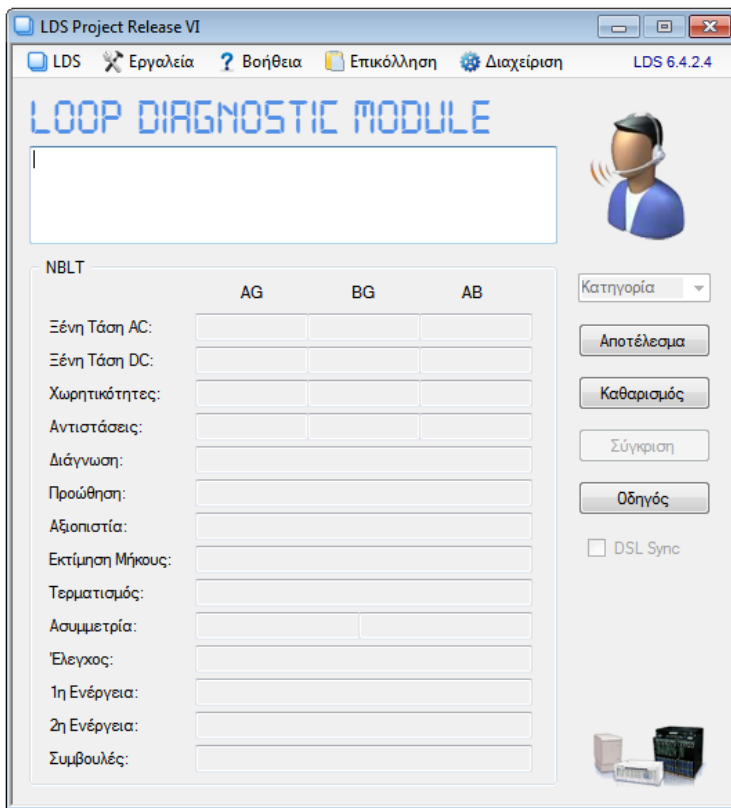 LDS Project Release VI
LDS Εργαλεία ? Βοήθεια Επικόλληση Διαχείριση LDS 6.4.2.4
LOOP DIAGNOSTIC MODULE
NBLT
AG BG AB
Κατηγορία
Ξένη Τάση AC:
Αποτέλεσμα
Ξένη Τάση DC:
Χωρητικότητες:
Καθαρισμός
Αντιστάσεις:
Σύγκριση
Διάγνωση:
Προώθηση:
Οδηγός
Αξιοπιστία:
DSL Sync
Εκτίμηση Μήκους:
Τερματισμός:
Ασυμμετρία:
Έλεγχος:
1η Ενέργεια:
2η Ενέργεια:
Συμβουλές: